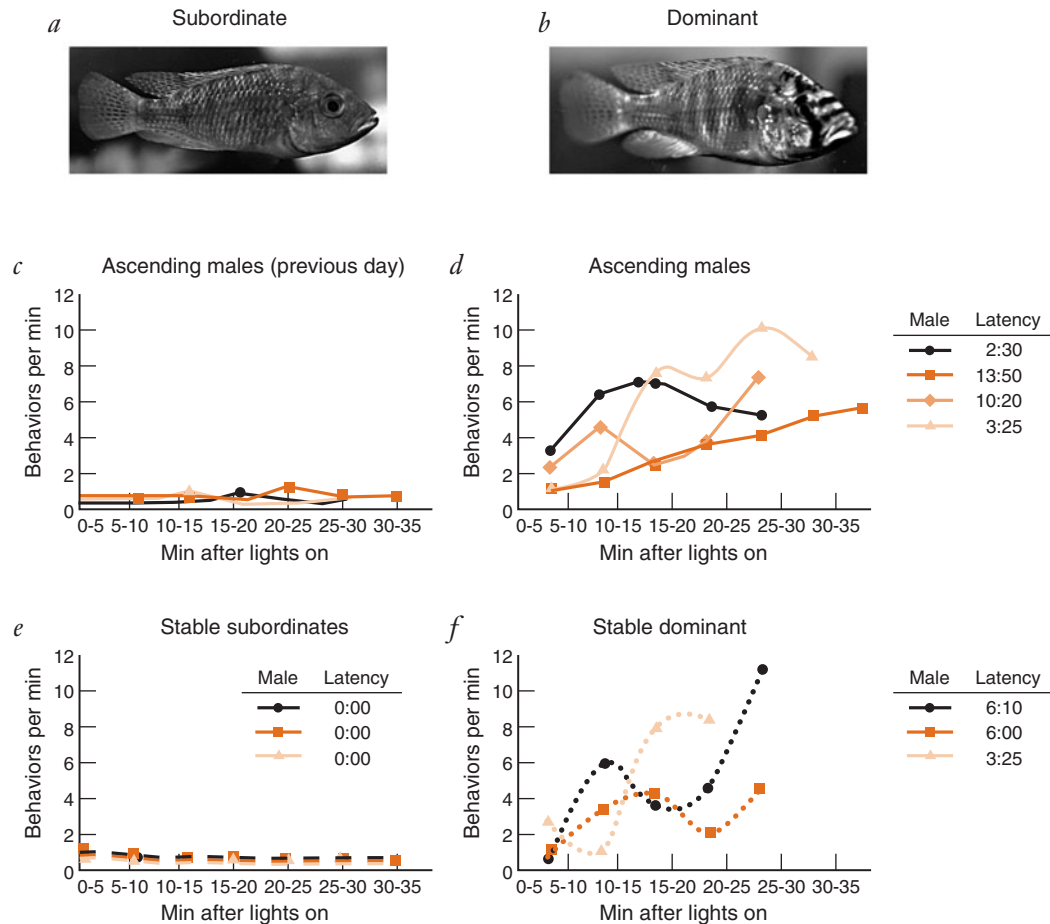 a Subordinate
b Dominant
c Ascending males (previous day)
Behaviors per min
12
10
8
6
4
2
0
0-5 5-10 10-15 15-20 20-25 25-30 30-35
Min after lights on
d Ascending males
Behaviors per min
12
10
8
6
4
2
0
0-5 5-10 10-15 15-20 20-25 25-30 30-35
Min after lights on
Male Latency
2:30
13:50
10:20
3:25
e Stable subordinates
Behaviors per min
12
10
8
6
4
2
0
Male Latency
0:00
0:00
0:00
0-5 5-10 10-15 15-20 20-25 25-30 30-35
Min after lights on
f Stable dominant
Behaviors per min
12
10
8
6
4
2
0
0-5 5-10 10-15 15-20 20-25 25-30 30-35
Min after lights on
Male Latency
6:10
6:00
3:25